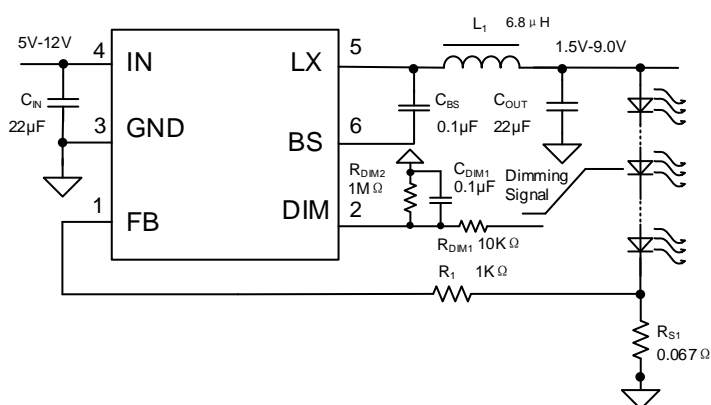 L1 6.8μH
5V-12V
4 IN
LX 5
1.5V-9.0V
CIN
22μF
3 GND
CBS
0.1μF
COUT
22μF
BS 6
RDIM2
1MΩ
CDIM1
0.1μF
Dimming
Signal
1 FB
DIM 2
RDIM1 10KΩ
R1 1KΩ
RS1
0.067Ω